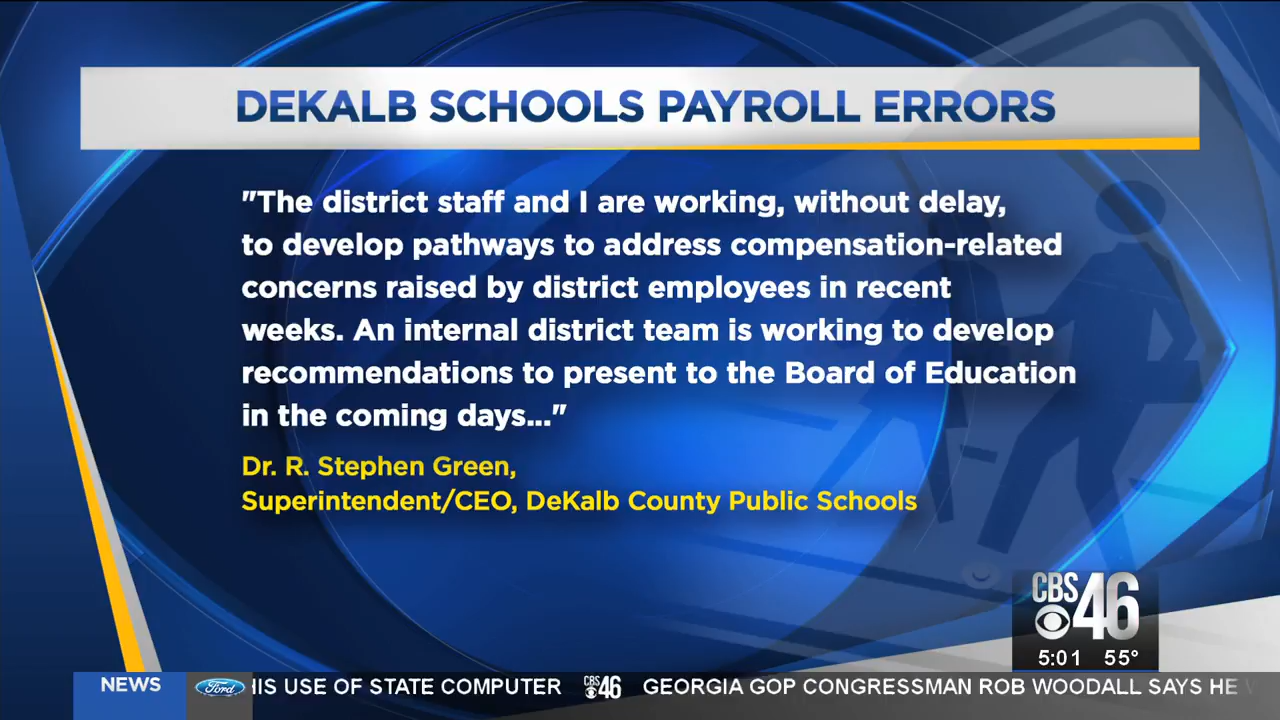 DEKALB SCHOOLS PAYROLL ERRORS
"The district staff and I are working, without delay,
to develop pathways to address compensation-related
concerns raised by district employees in recent
weeks. An internal district team is working to develop
recommendations to present to the Board of Education
in the coming days..."
Dr. R. Stephen Green,
Superintendent/CEO, DeKalb County Public Schools
CBS 46
5:01 55°
NEWS Ford HIS USE OF STATE COMPUTER CBS 46 GEORGIA GOP CONGRESSMAN ROB WOODALL SAYS HE